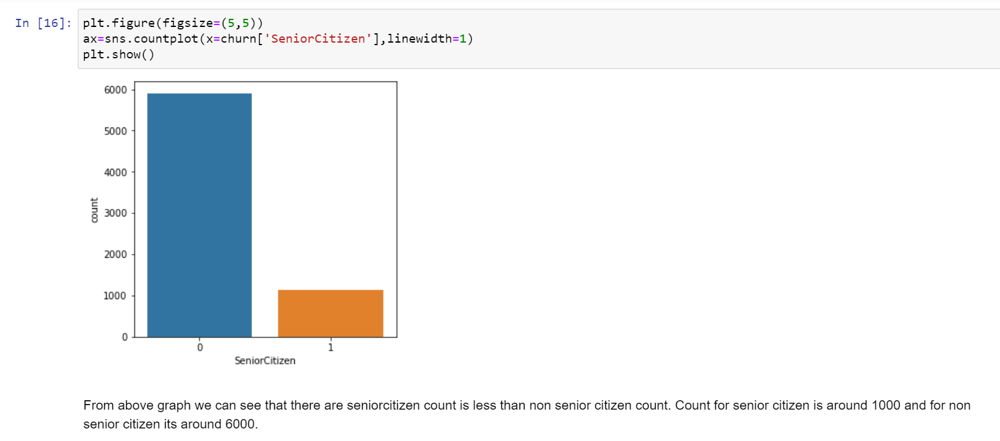 In [16]: plt.figure(figsize=(5,5))
ax=sns.countplot(x=churn['SeniorCitizen'],linewidth=1)
plt.show()
6000
5000
4000
3000
2000
1000
0
count
0 1
SeniorCitizen
From above graph we can see that there are seniorcitizen count is less than non senior citizen count. Count for senior citizen is around 1000 and for non
senior citizen its around 6000.